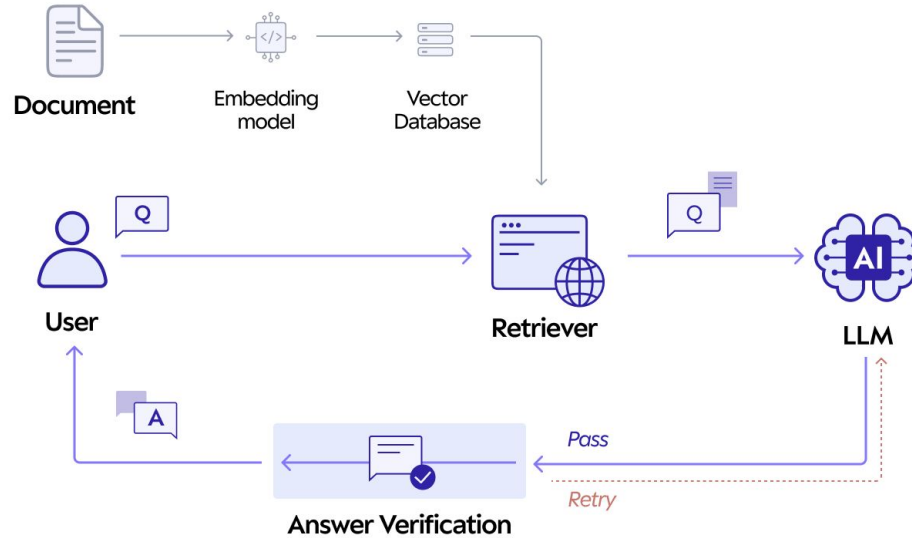 Document
Embedding
model
Vector
Database
Q
Q
AI
User
Retriever
LLM
A
Pass
Retry
Answer Verification